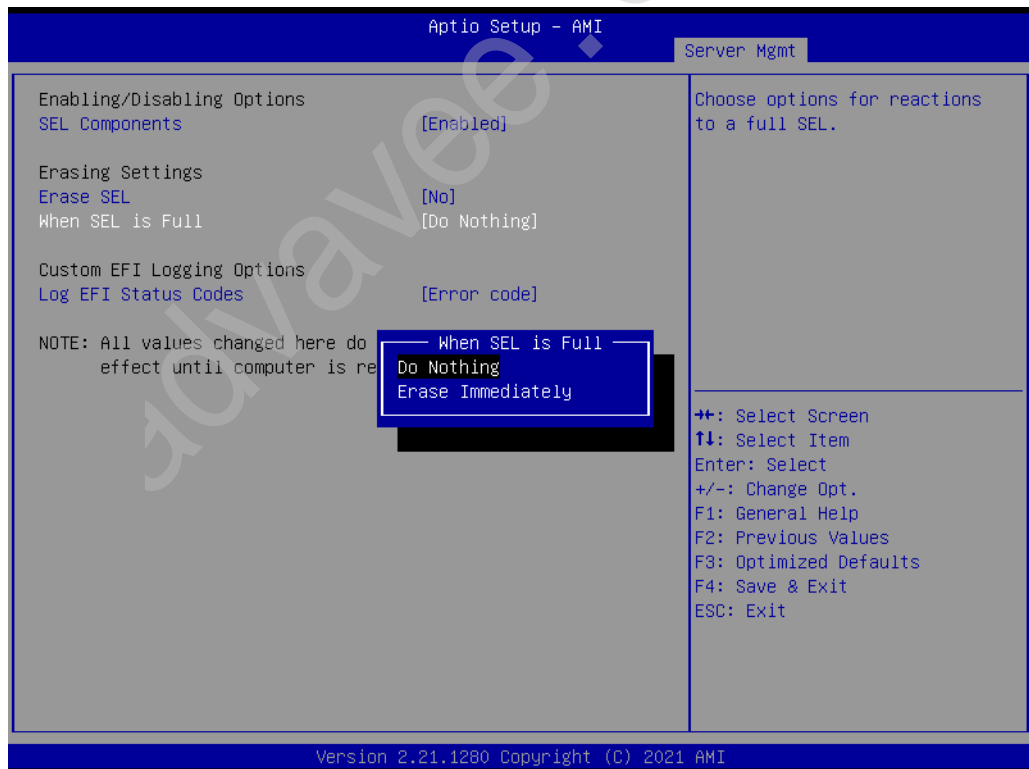 Aptio Setup – AMI
Server Mgmt
Enabling/Disabling Options
SEL Components [Enabled]
Erasing Settings
Erase SEL [No]
When SEL is Full [Do Nothing]
Custom EFI Logging Options
Log EFI Status Codes [Error code]
NOTE: All values changed here do
effect until computer is re
When SEL is Full
Do Nothing
Erase Immediately
Choose options for reactions
to a full SEL.
→←: Select Screen
↑↓: Select Item
Enter: Select
+/-: Change Opt.
F1: General Help
F2: Previous Values
F3: Optimized Defaults
F4: Save & Exit
ESC: Exit
Version 2.21.1280 Copyright (C) 2021 AMI
advavee.